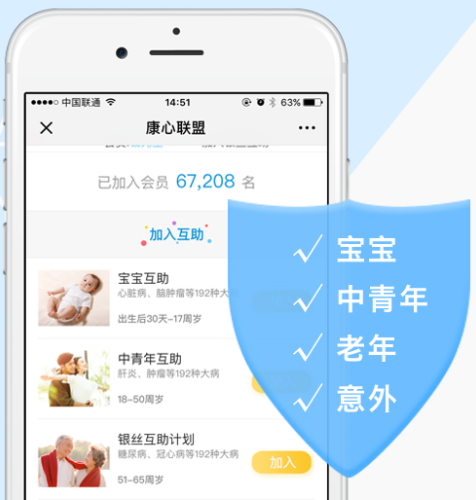 中国联通 14:51 63%
康心联盟
已加入会员 67,208 名
加入互助
宝宝互助
心脏病、脑肿瘤等192种大病
出生后30天-17周岁
中青年互助
肝炎、肿瘤等192种大病
18-50周岁
银丝互助计划
糖尿病、冠心病等192种大病
51-65周岁
加入
宝宝
中青年
老年
意外